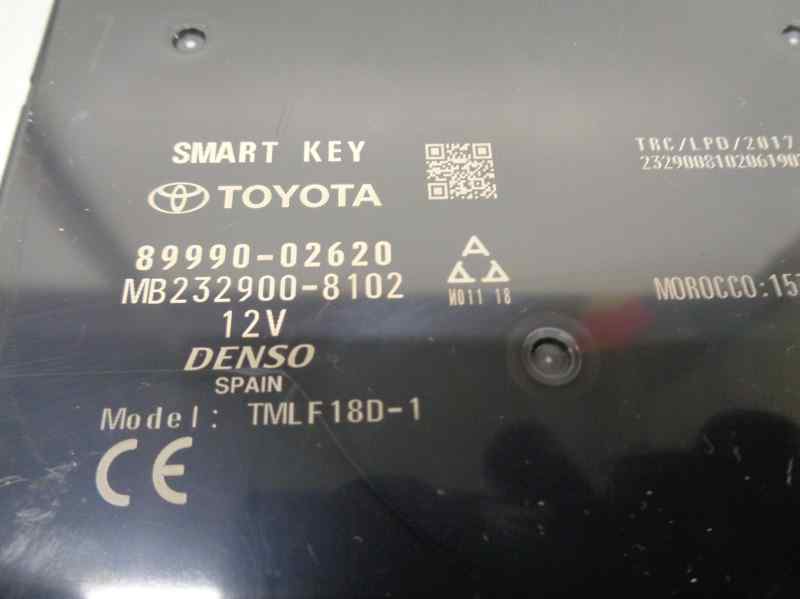 SMART KEY
TOYOTA
89990-02620
MB232900-8102
12V
DENSO
SPAIN
Model: TMLF18D-1
CE
A
N011 18
TRC/LPD/2017
MOROCCO:15